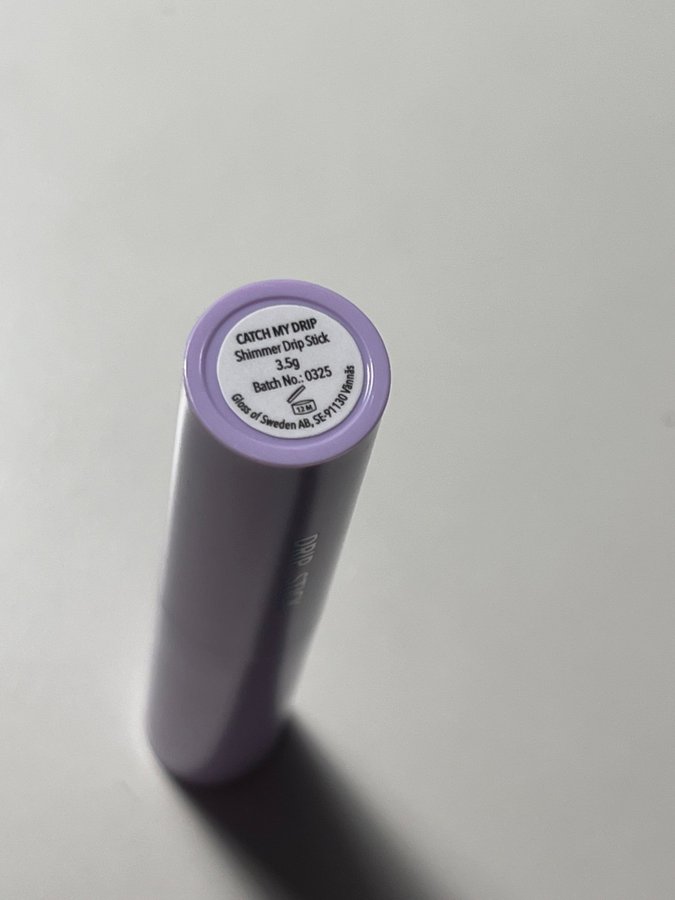 CATCH MY DRIP
Shimmer Drip Stick
3.5g
Batch No.: 0325
12 M
Gloss of Sweden AB, SE-91130 Vännäs
DRIP STICK